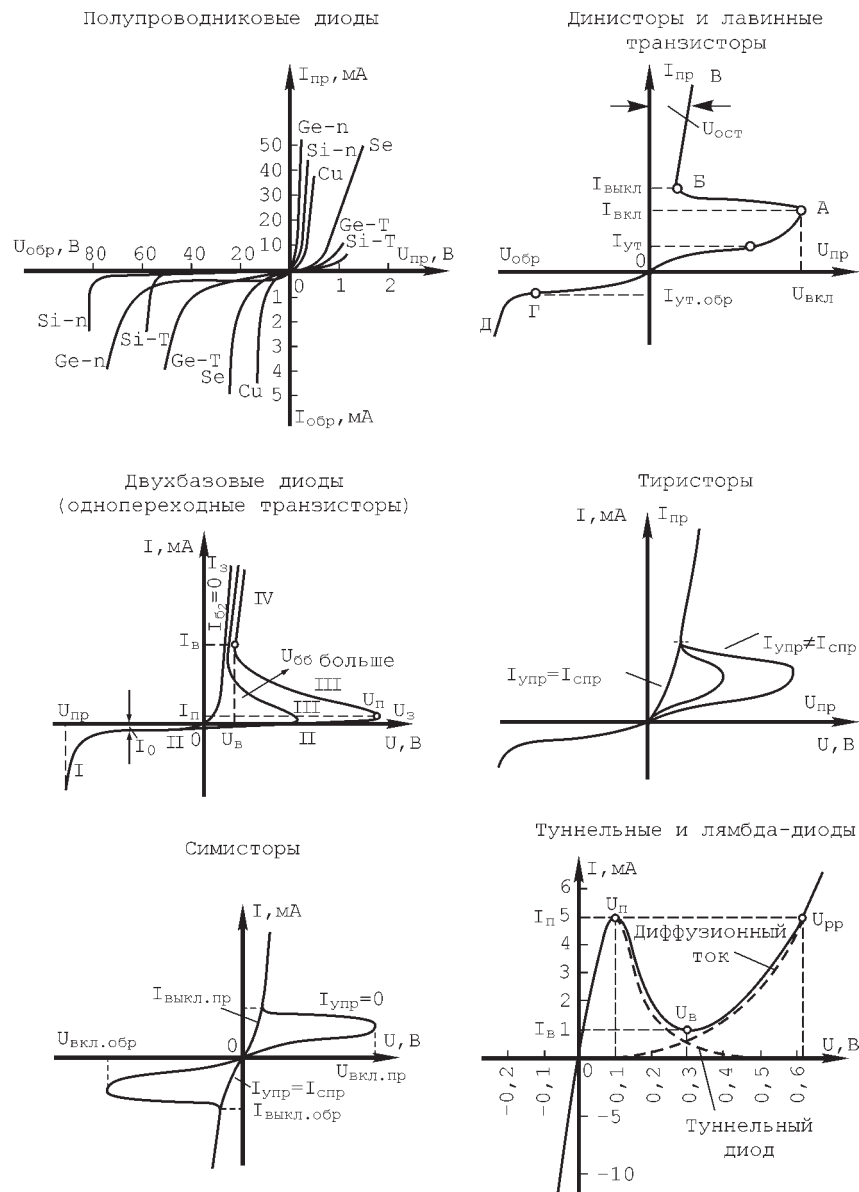 Полупроводниковые диоды
Iпр, мА
Ge-n
Si-n
Cu
Se
50
40
30
20
10
Ge-T
Si-T
Uобр, В
80
60
40
20
Uпр, В
0
1
2
1
2
3
4
5
Si-n
Ge-n
Si-T
Ge-T
Se
Cu
Iобр, мА
Динисторы и лавинные
транзисторы
Iпр
В
Uост
Iвыкл
Б
Iвкл
А
Iут
0
Uобр
Uпр
Uвкл
Iут.обр
Г
Д
Двухбазовые диоды
(однопереходные транзисторы)
I, мА
Iэ
Iб2=0
IV
Iв
Uбб больше
III
III
Uпр
Iп
Uп
Uз
I0
II
0
Uв
II
U, В
I
Тиристоры
I, мА
Iпр
Iупр≠Iспр
Iупр=Iспр
Uпр
0
U, В
Симисторы
I, мА
Iвыкл.пр
Iупр=0
Uвкл.обр
0
U, В
Uвкл.пр
Iупр=Iспр
Iвыкл.обр
Туннельные и лямбда-диоды
I, мА
6
Uп
Iп 5
Uрр
4
Диффузионный
ток
3
2
Uв
Iв 1
U, В
-0,2
-0,1
0
0,1
0,2
0,3
0,4
0,5
0,6
-5
Туннельный
диод
-10